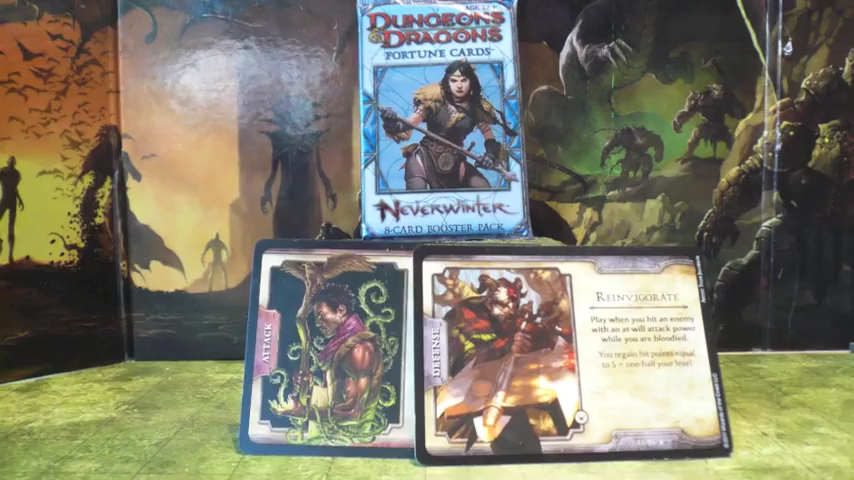 AGE 12+
DUNGEONS
& DRAGONS
FORTUNE CARDS
NEVERWINTER
8-CARD BOOSTER PACK
ATTACK
DEFENSE
REINVIGORATE
Play when you hit an enemy
with an at-will attack power
while you are bloodied.
You regain hit points equal
to 5 + one-half your level.